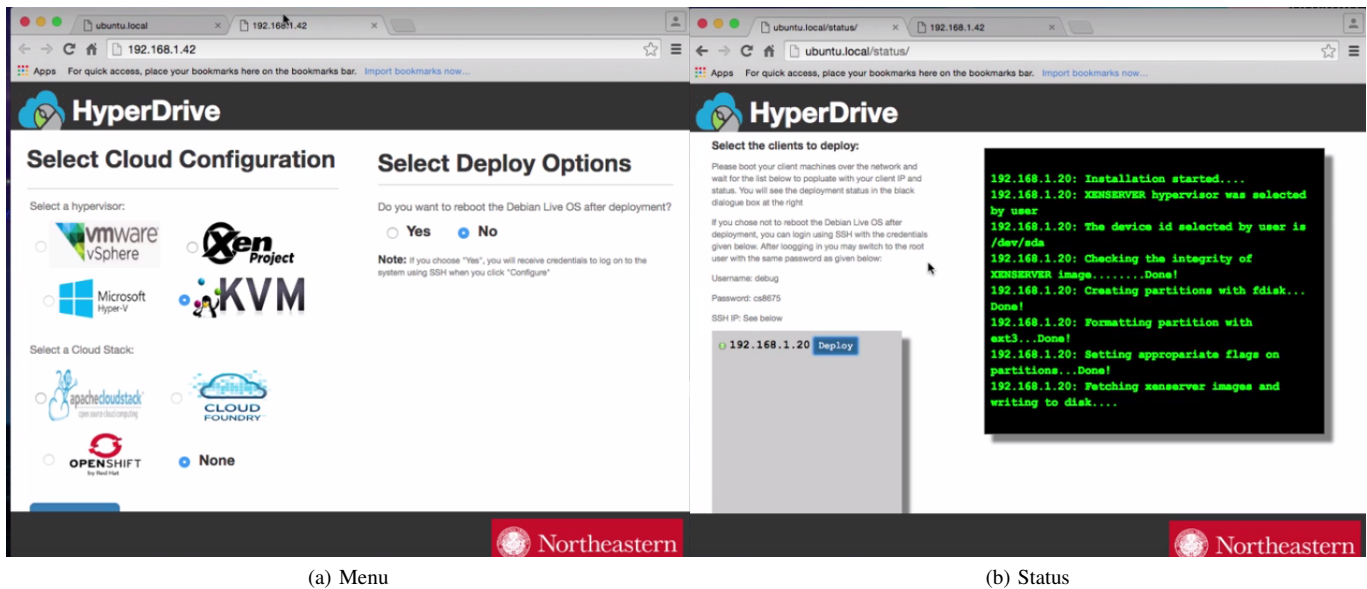 ubuntu.local
192.168.1.42
192.168.1.42
Apps For quick access, place your bookmarks here on the bookmarks bar. Import bookmarks now...
HyperDrive
Select Cloud Configuration
Select a hypervisor:
vmware
vSphere
Xen
Project
Microsoft
Hyper-V
KVM
Select a Cloud Stack:
apachecloudstack
open source cloud computing
CLOUD
FOUNDRY
OPENSHIFT
by Red Hat
None
Select Deploy Options
Do you want to reboot the Debian Live OS after deployment?
Yes No
Note: If you choose "Yes", you will receive credentials to log on to the
system using SSH when you click "Configure"
Northeastern
(a) Menu
ubuntu.local/status/
192.168.1.42
ubuntu.local/status/
Apps For quick access, place your bookmarks here on the bookmarks bar. Import bookmarks now...
HyperDrive
Select the clients to deploy:
Please boot your client machines over the network and
wait for the list below to popluate with your client IP and
status. You will see the deployment status in the black
dialogue box at the right
If you chose not to reboot the Debian Live OS after
deployment, you can login using SSH with the credentials
given below. After loogging in you may switch to the root
user with the same password as given below:
Username: debug
Password: cs8675
SSH IP: See below
192.168.1.20 Deploy
192.168.1.20: Installation started....
192.168.1.20: XENSERVER hypervisor was selected
by user
192.168.1.20: The device id selected by user is
/dev/sda
192.168.1.20: Checking the integrity of
XENSERVER image........Done!
192.168.1.20: Creating partitions with fdisk...
Done!
192.168.1.20: Formatting partition with
ext3...Done!
192.168.1.20: Setting appropariate flags on
partitions...Done!
192.168.1.20: Fetching xenserver images and
writing to disk....
Northeastern
(b) Status